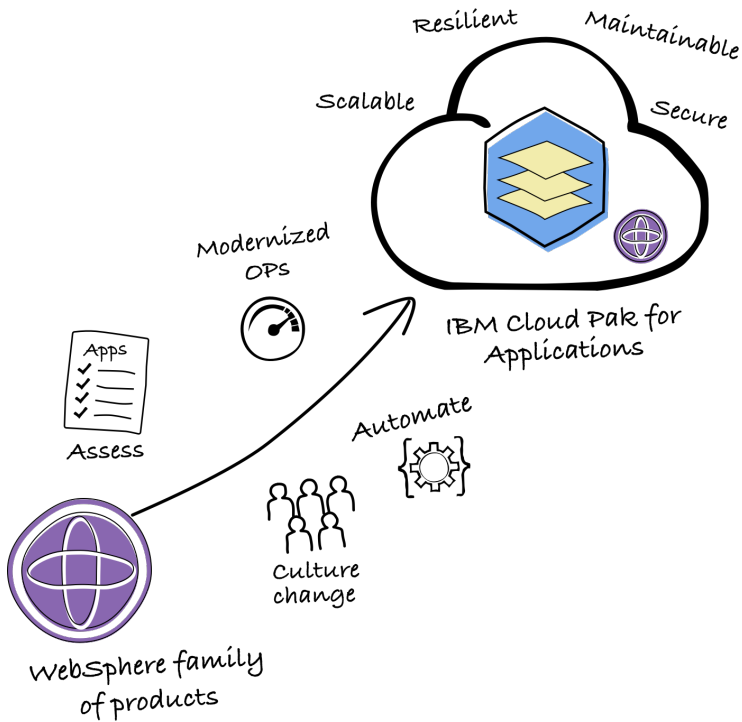 Resilient
Maintainable
Scalable
Secure
Modernized
OPs
IBM Cloud Pak for
Applications
Apps
Assess
Automate
Culture
change
WebSphere family
of products